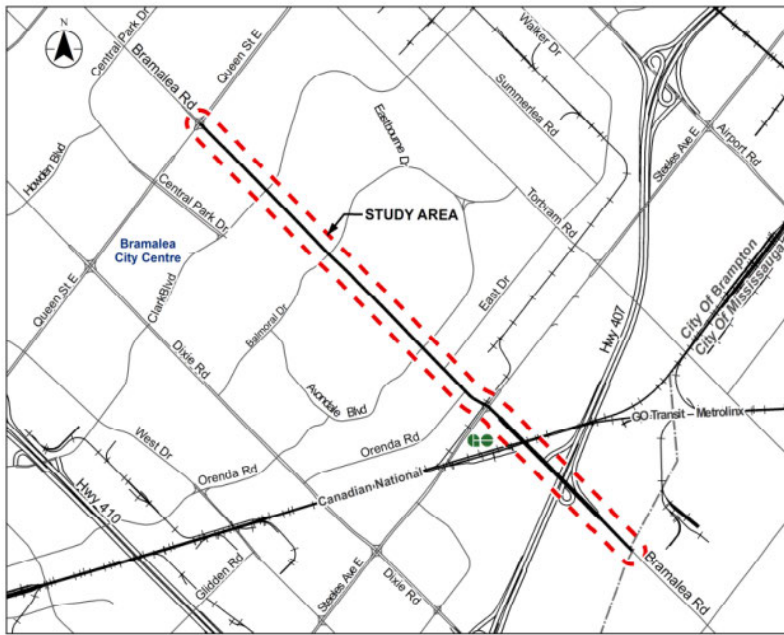 N
Central Park Dr
Bramalea Rd
Queen St E
Walker Dr
Summerlea Rd
Steeles Ave E
Airport Rd
Howden Blvd
Eastbourne Dr
Central Park Dr
STUDY AREA
Torbram Rd
Bramalea
City Centre
Queen St E
Clark Blvd
Balmoral Dr
East Dr
Hwy 407
City Of Brampton
City Of Mississauga
Dixie Rd
Avondale Blvd
GO Transit - Metrolinx
GO
West Dr
Orenda Rd
Orenda Rd
Canadian National
Hwy 410
Glidden Rd
Steeles Ave E
Dixie Rd
Bramalea Rd